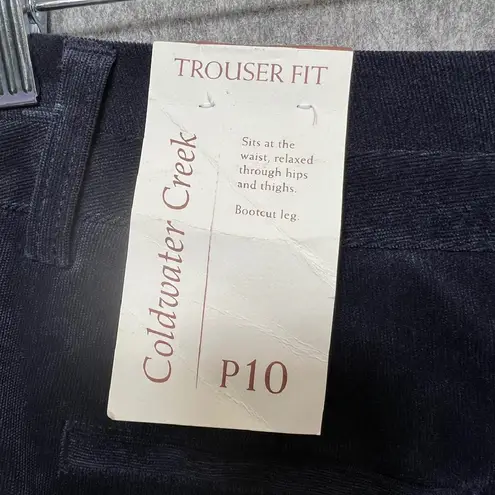 TROUSER FIT
Coldwater Creek
Sits at the
waist, relaxed
through hips
and thighs.
Bootcut leg.
P10